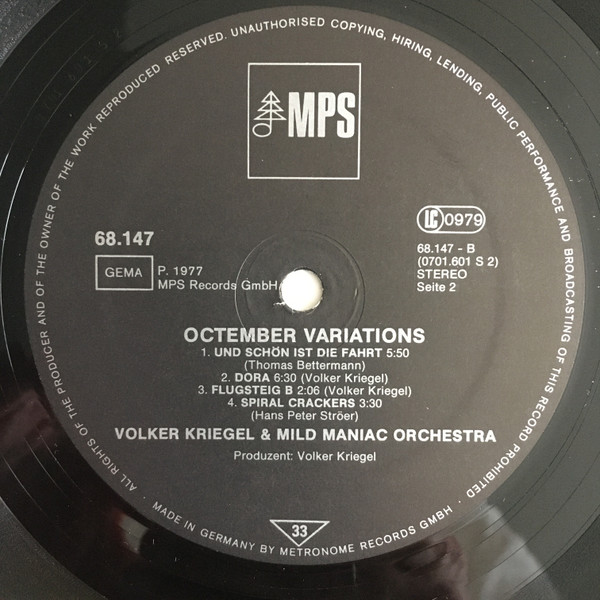 ALL RIGHTS OF THE PRODUCER AND OF THE OWNER OF THE WORK REPRODUCED RESERVED. UNAUTHORISED COPYING, HIRING, LENDING, PUBLIC PERFORMANCE AND BROADCASTING OF THIS RECORD PROHIBITED ·
MPS
68.147
GEMA
P. 1977
MPS Records GmbH
LC 0979
68.147 - B
(0701.601 S 2)
STEREO
Seite 2
OCTEMBER VARIATIONS
1. UND SCHÖN IST DIE FAHRT 5:50
(Thomas Bettermann)
2. DORA 6:30 (Volker Kriegel)
3. FLUGSTEIG B 2:06 (Volker Kriegel)
4. SPIRAL CRACKERS 3:30
(Hans Peter Ströer)
VOLKER KRIEGEL & MILD MANIAC ORCHESTRA
Produzent: Volker Kriegel
33
· MADE IN GERMANY BY METRONOME RECORDS GMBH ·